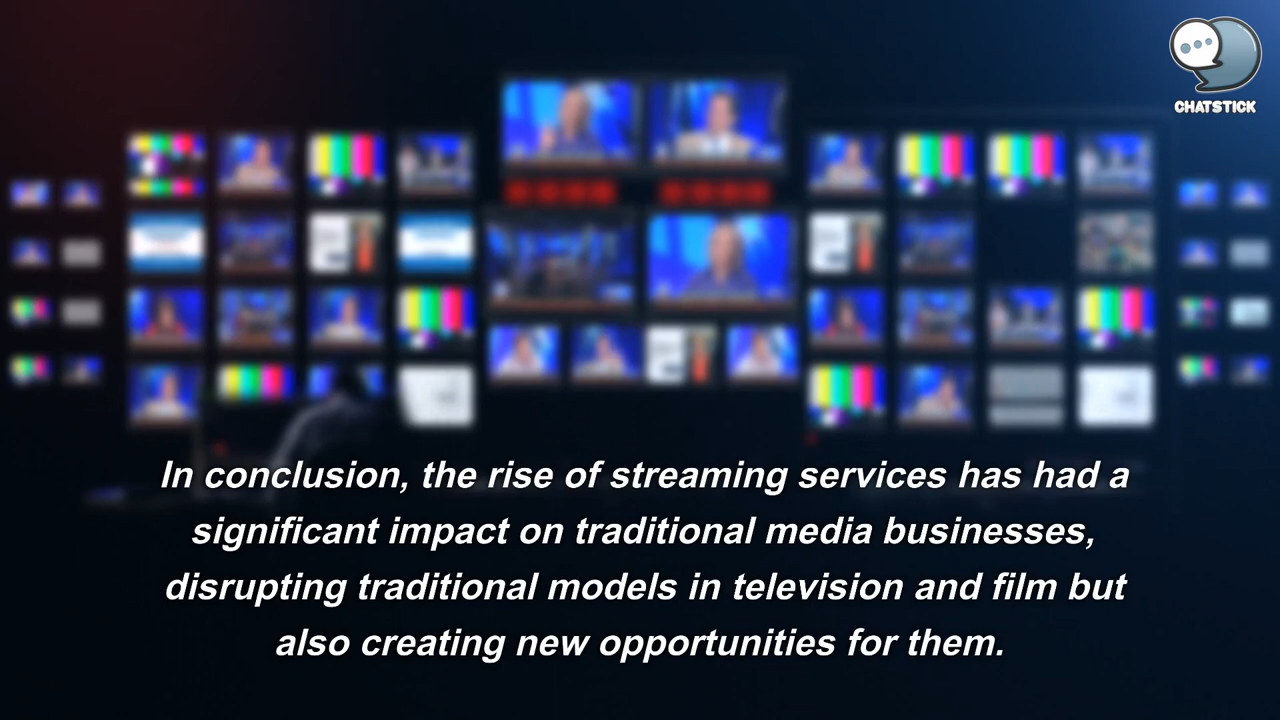 CHATSTICK
In conclusion, the rise of streaming services has had a
significant impact on traditional media businesses,
disrupting traditional models in television and film but
also creating new opportunities for them.